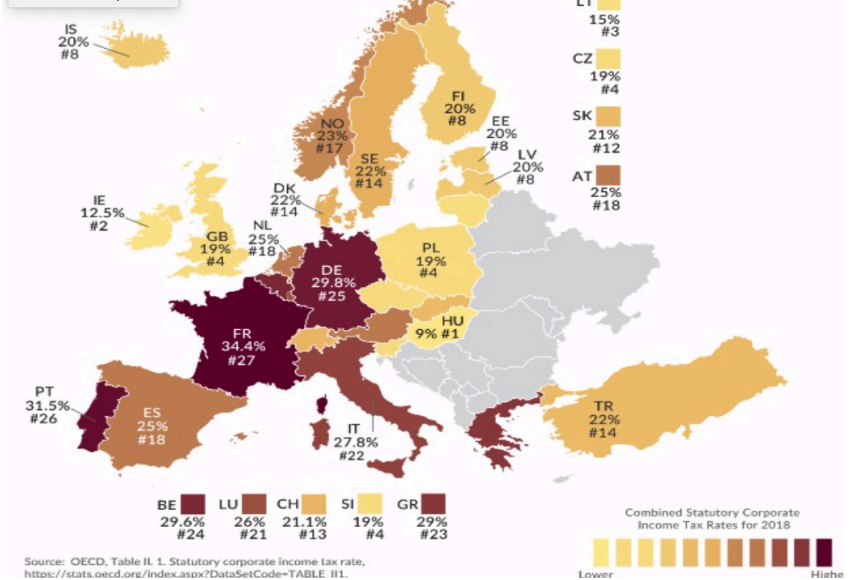 LT
15%
#3
IS
20%
#8
CZ
19%
#4
FI
20%
#8
SK
21%
#12
NO
23%
#17
EE
20%
#8
SE
22%
#14
LV
20%
#8
AT
25%
#18
DK
22%
#14
IE
12.5%
#2
NL
25%
#18
GB
19%
#4
PL
19%
#4
DE
29.8%
#25
HU
9% #1
FR
34.4%
#27
PT
31.5%
#26
ES
25%
#18
IT
27.8%
#22
TR
22%
#14
BE
29.6%
#24
LU
26%
#21
CH
21.1%
#13
SI
19%
#4
GR
29%
#23
Combined Statutory Corporate
Income Tax Rates for 2018
Lower
Highe
Source: OECD, Table II. 1. Statutory corporate income tax rate,
https://stats.oecd.org/index.aspx?DataSetCode=TABLE_II1.